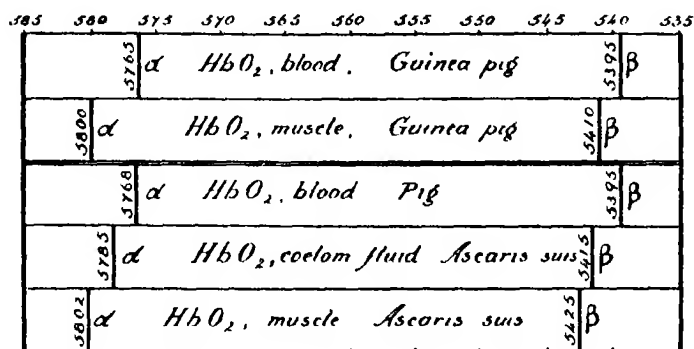 585 580 575 570 565 560 555 550 545 540 535
5765 α HbO₂, blood, Guinea pig 5395 β
5800 α HbO₂, muscle, Guinea pig 5410 β
5768 α HbO₂, blood Pig 5395 β
5785 α HbO₂, coelom fluid Ascaris suis 5415 β
5802 α HbO₂, muscle Ascaris suis 5425 β